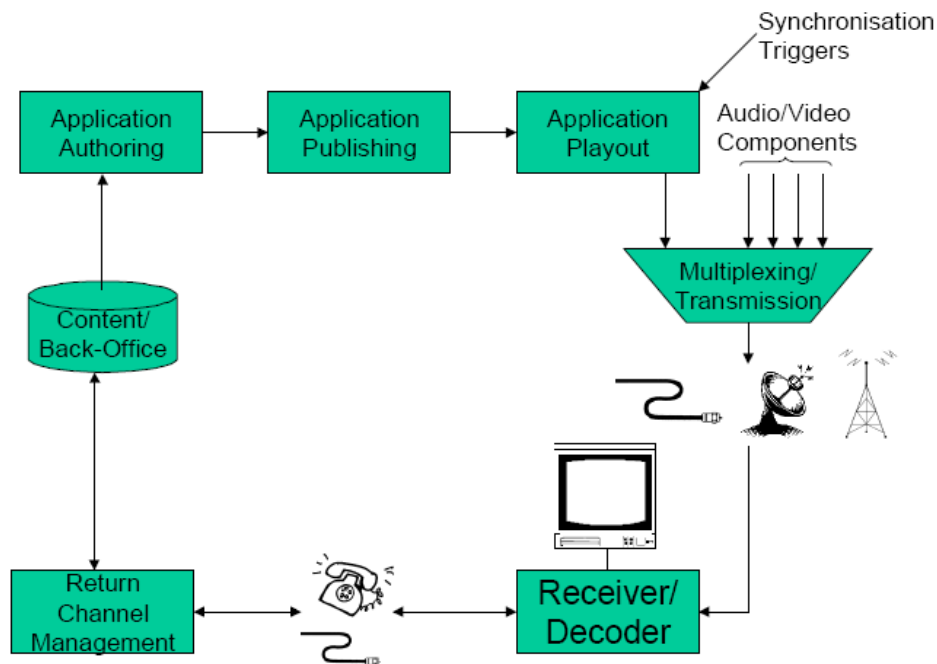 Synchronisation
Triggers
Application
Authoring
Application
Publishing
Application
Playout
Audio/Video
Components
Multiplexing/
Transmission
Content/
Back-Office
Return
Channel
Management
Receiver/
Decoder